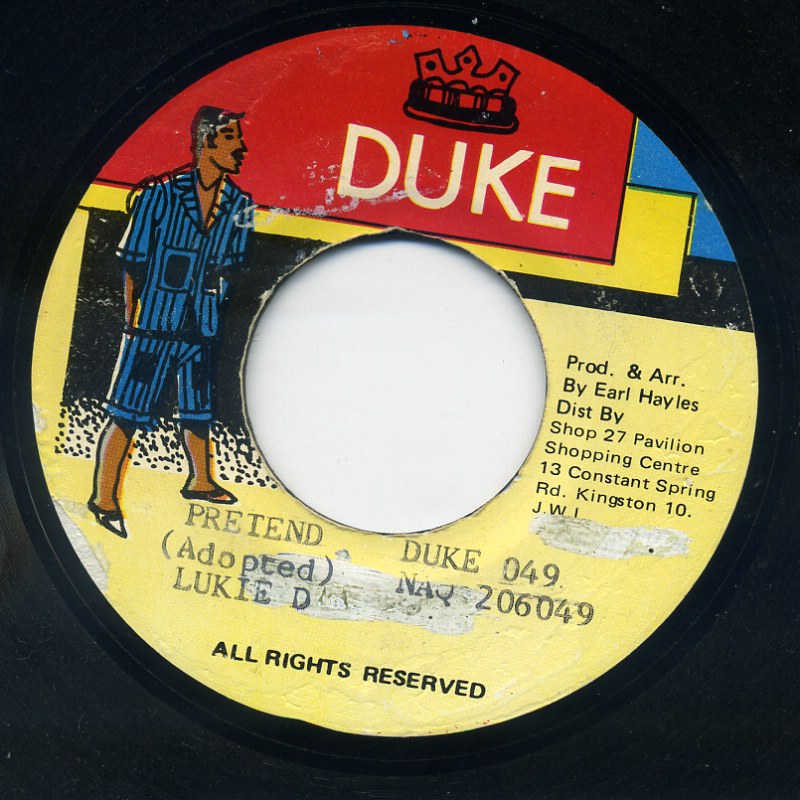 DUKE
Prod. & Arr.
By Earl Hayles
Dist By
Shop 27 Pavilion
Shopping Centre
13 Constant Spring
Rd. Kingston 10.
J.W.I.
PRETEND
(Adopted)
LUKIE D
DUKE 049
NAQ 206049
ALL RIGHTS RESERVED